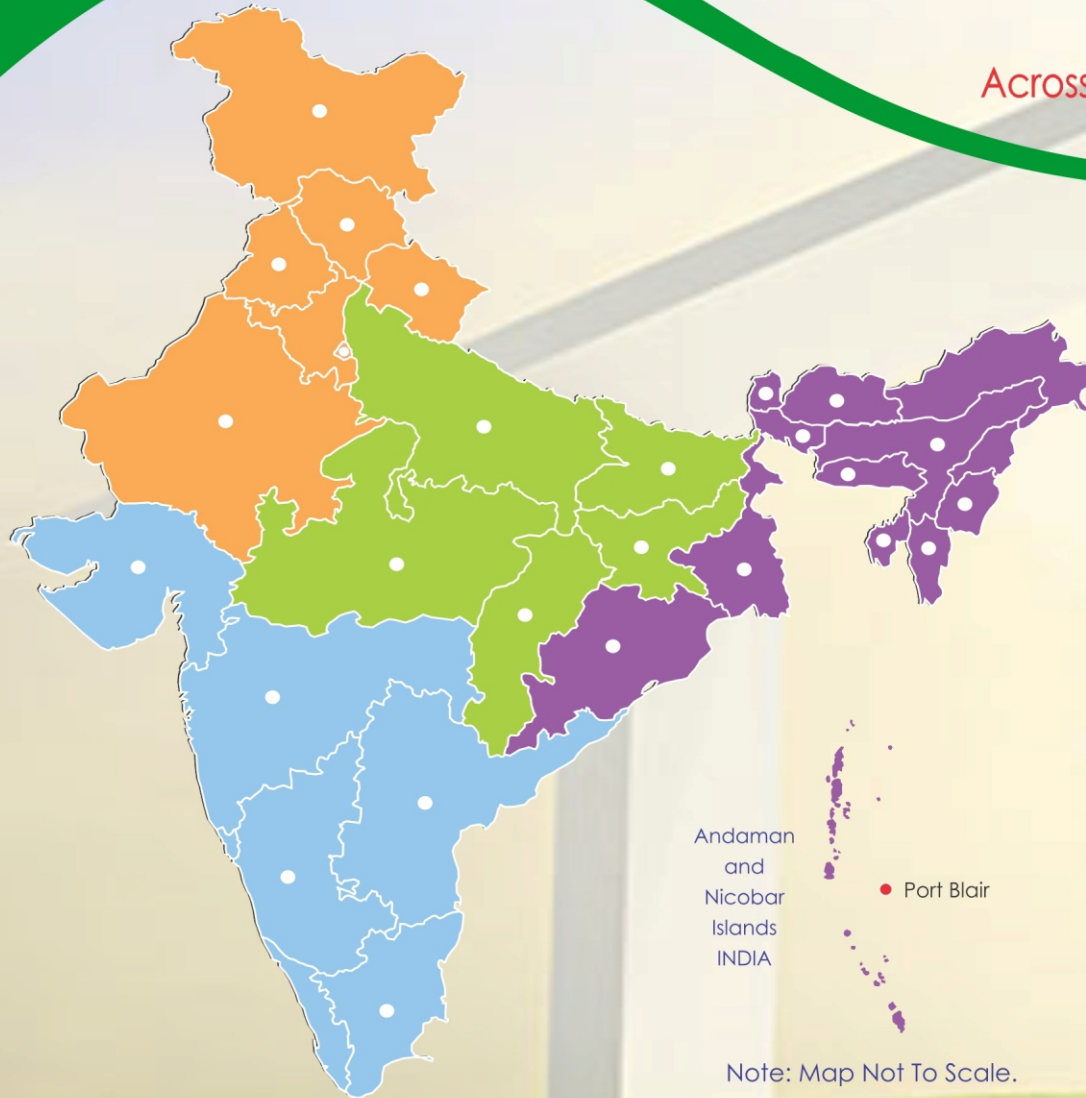 Across
Andaman
and
Nicobar
Islands
INDIA
Port Blair
Note: Map Not To Scale.